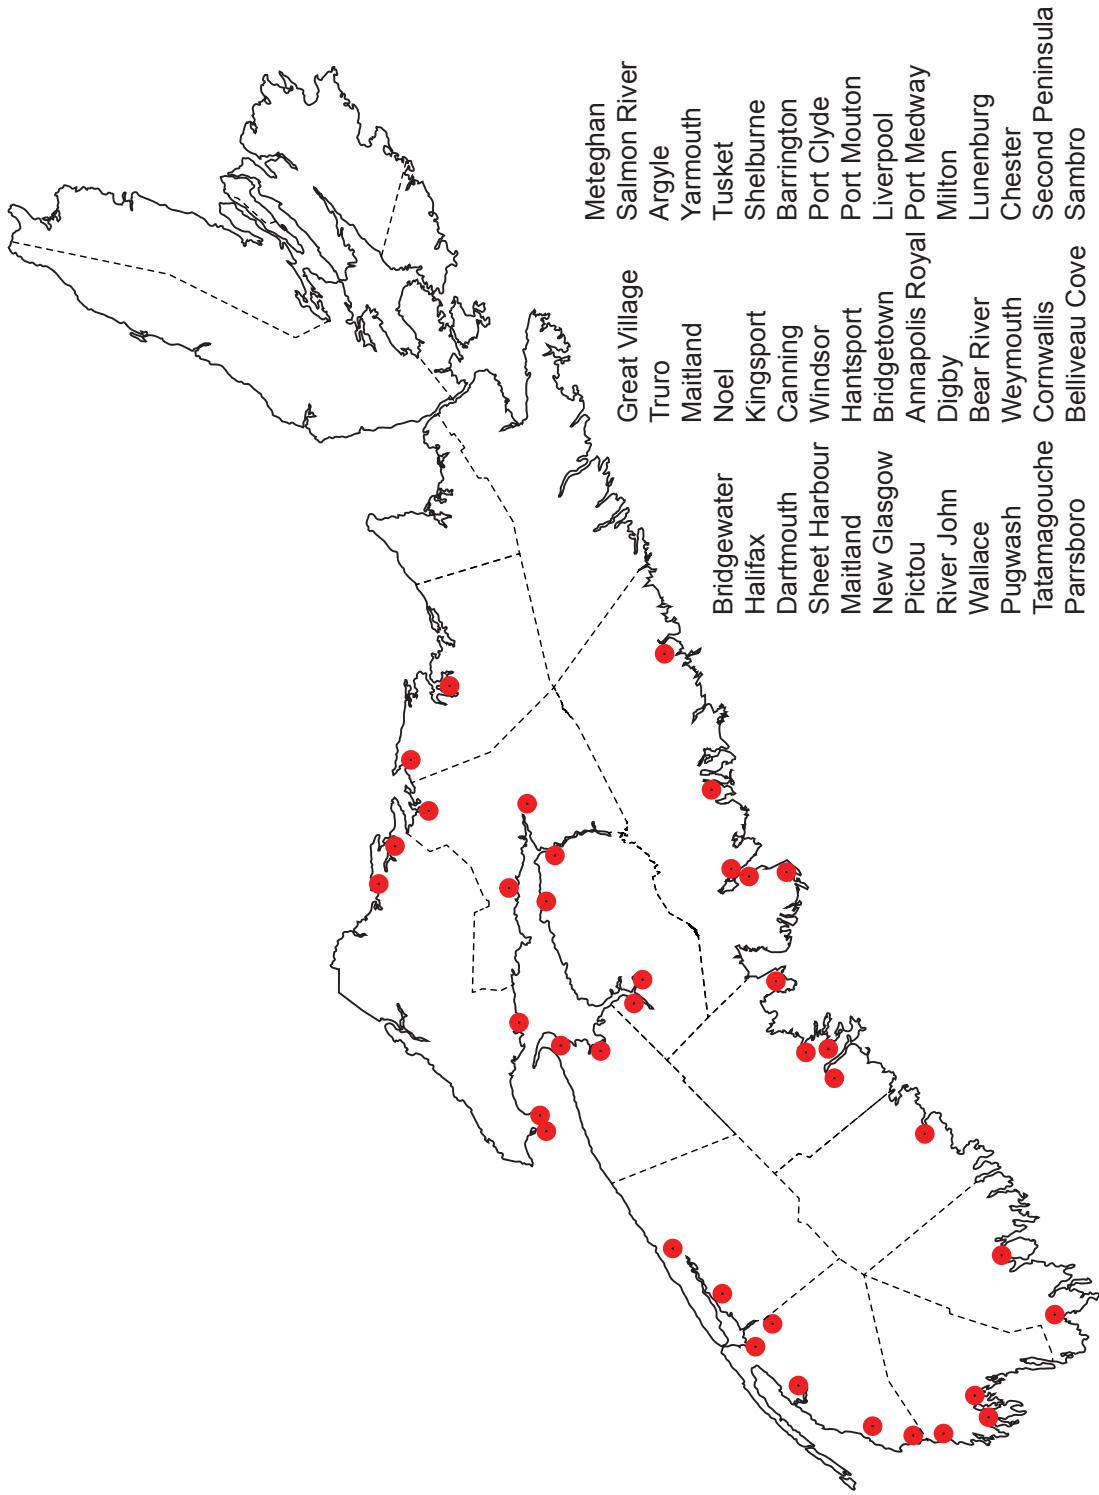 Bridgewater
Halifax
Dartmouth
Sheet Harbour
Maitland
New Glasgow
Pictou
River John
Wallace
Pugwash
Tatamagouche
Parrsboro
Great Village
Truro
Maitland
Noel
Kingsport
Canning
Windsor
Hantsport
Bridgetown
Annapolis Royal
Digby
Bear River
Weymouth
Cornwallis
Belliveau Cove
Meteghan
Salmon River
Argyle
Yarmouth
Tusket
Shelburne
Barrington
Port Clyde
Port Mouton
Liverpool
Port Medway
Milton
Lunenburg
Chester
Second Peninsula
Sambro